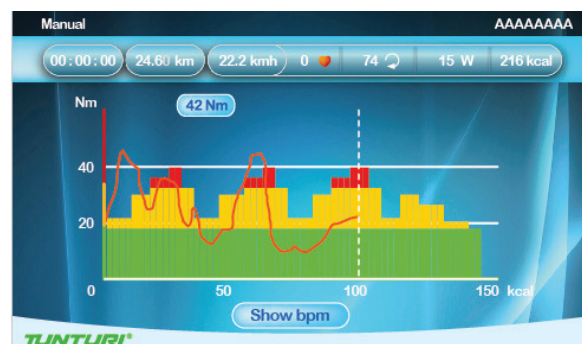 Manual AAAAAAAA
00:00:00 24.60 km 22.2 kmh 0 74 15 W 216 kcal
Nm 42 Nm
40
20
0 50 100 150 kcal
Show bpm
TUNTURI®